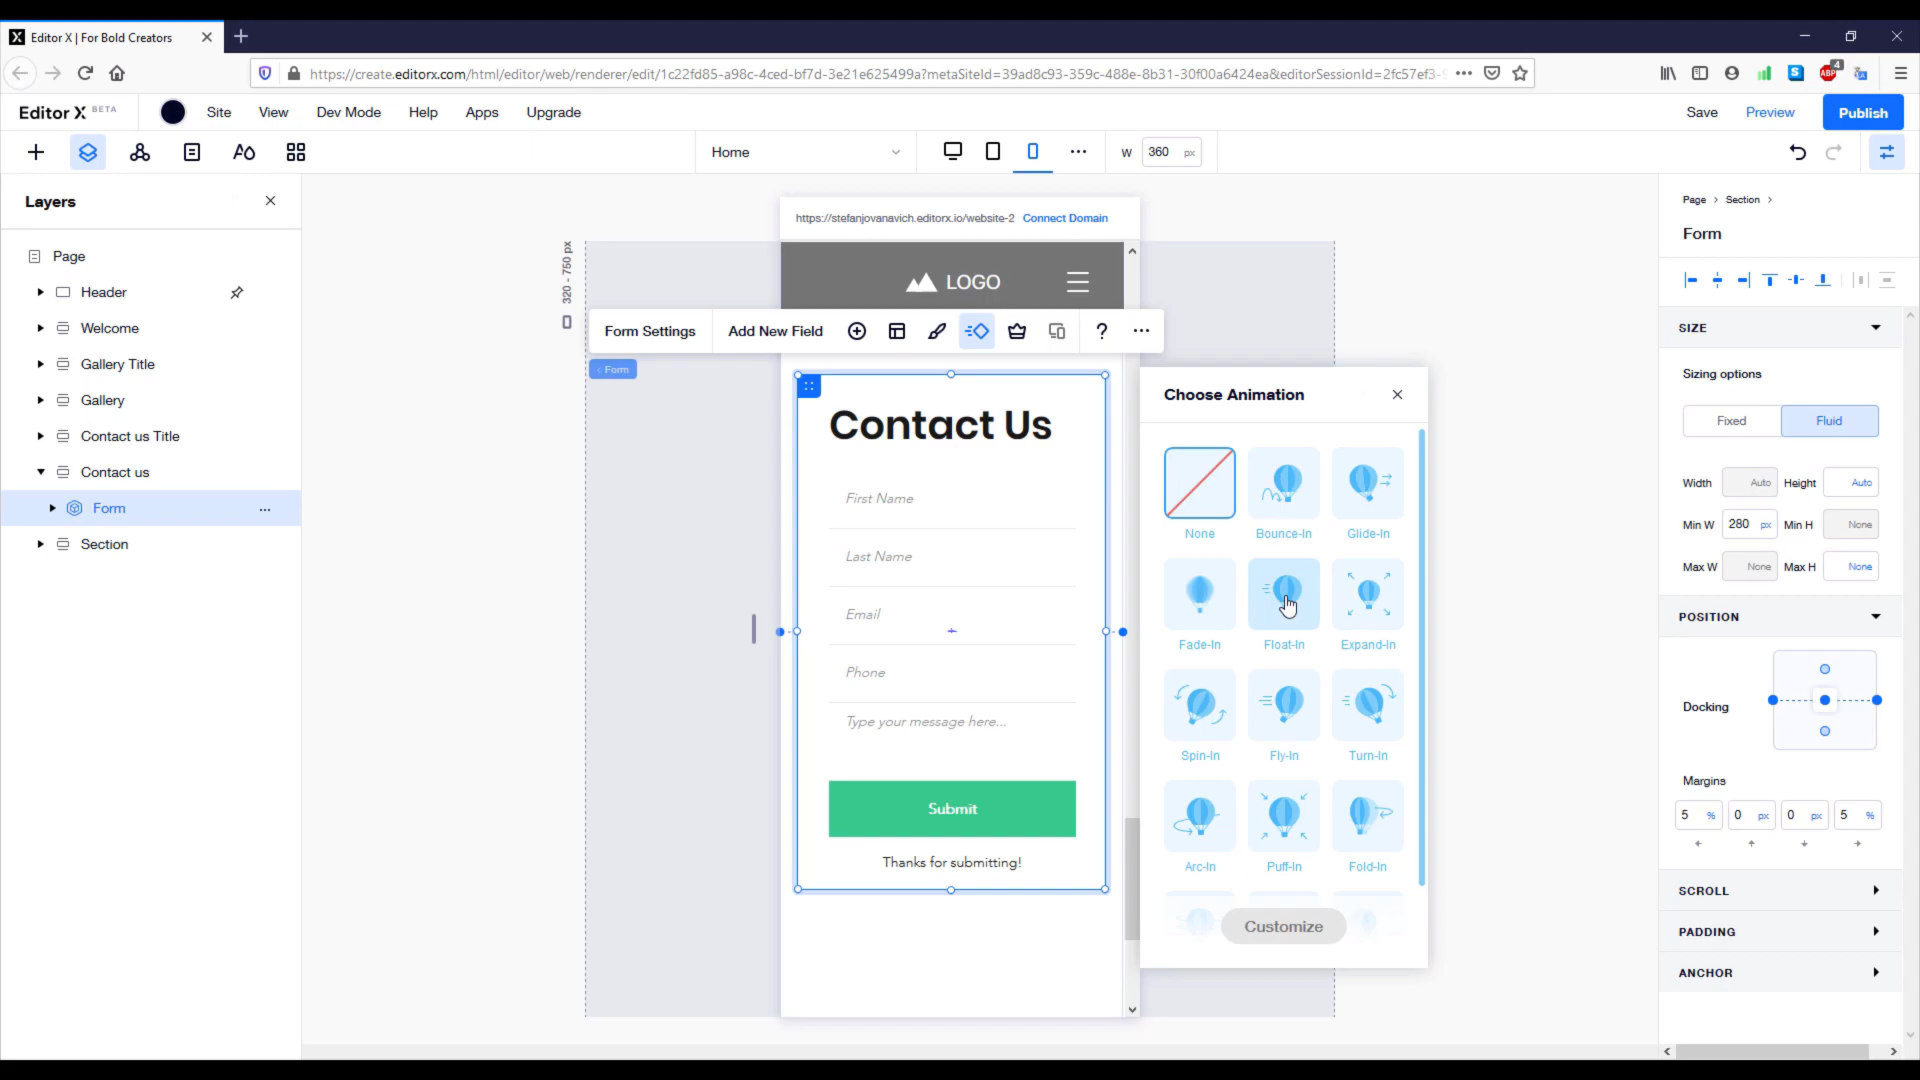 Editor X | For Bold Creators
https://create.editorx.com/html/editor/web/renderer/edit/1c22fd85-a98c-4ced-bf7d-3e21e625499a?metaSiteId=39ad8c93-359c-488e-8b31-30f00a6424ea&editorSessionId=2fc57ef3-
ABP
4
S
Editor X BETA
Site
View
Dev Mode
Help
Apps
Upgrade
Save
Preview
Publish
Home
W
360
px
Layers
Page
Header
Welcome
Gallery Title
Gallery
Contact us Title
Contact us
Form
Section
https://stefanjovanavich.editorx.io/website-2
Connect Domain
320 - 750 px
LOGO
Form Settings
Add New Field
?
< Form
Contact Us
First Name
Last Name
Email
Phone
Type your message here...
Submit
Thanks for submitting!
Choose Animation
None
Bounce-In
Glide-In
Fade-In
Float-In
Expand-In
Spin-In
Fly-In
Turn-In
Arc-In
Puff-In
Fold-In
Customize
Page > Section >
Form
SIZE
Sizing options
Fixed
Fluid
Width
Auto
Height
Auto
Min W
280 px
Min H
None
Max W
None
Max H
None
POSITION
Docking
Margins
5 %
0 px
0 px
5 %
SCROLL
PADDING
ANCHOR